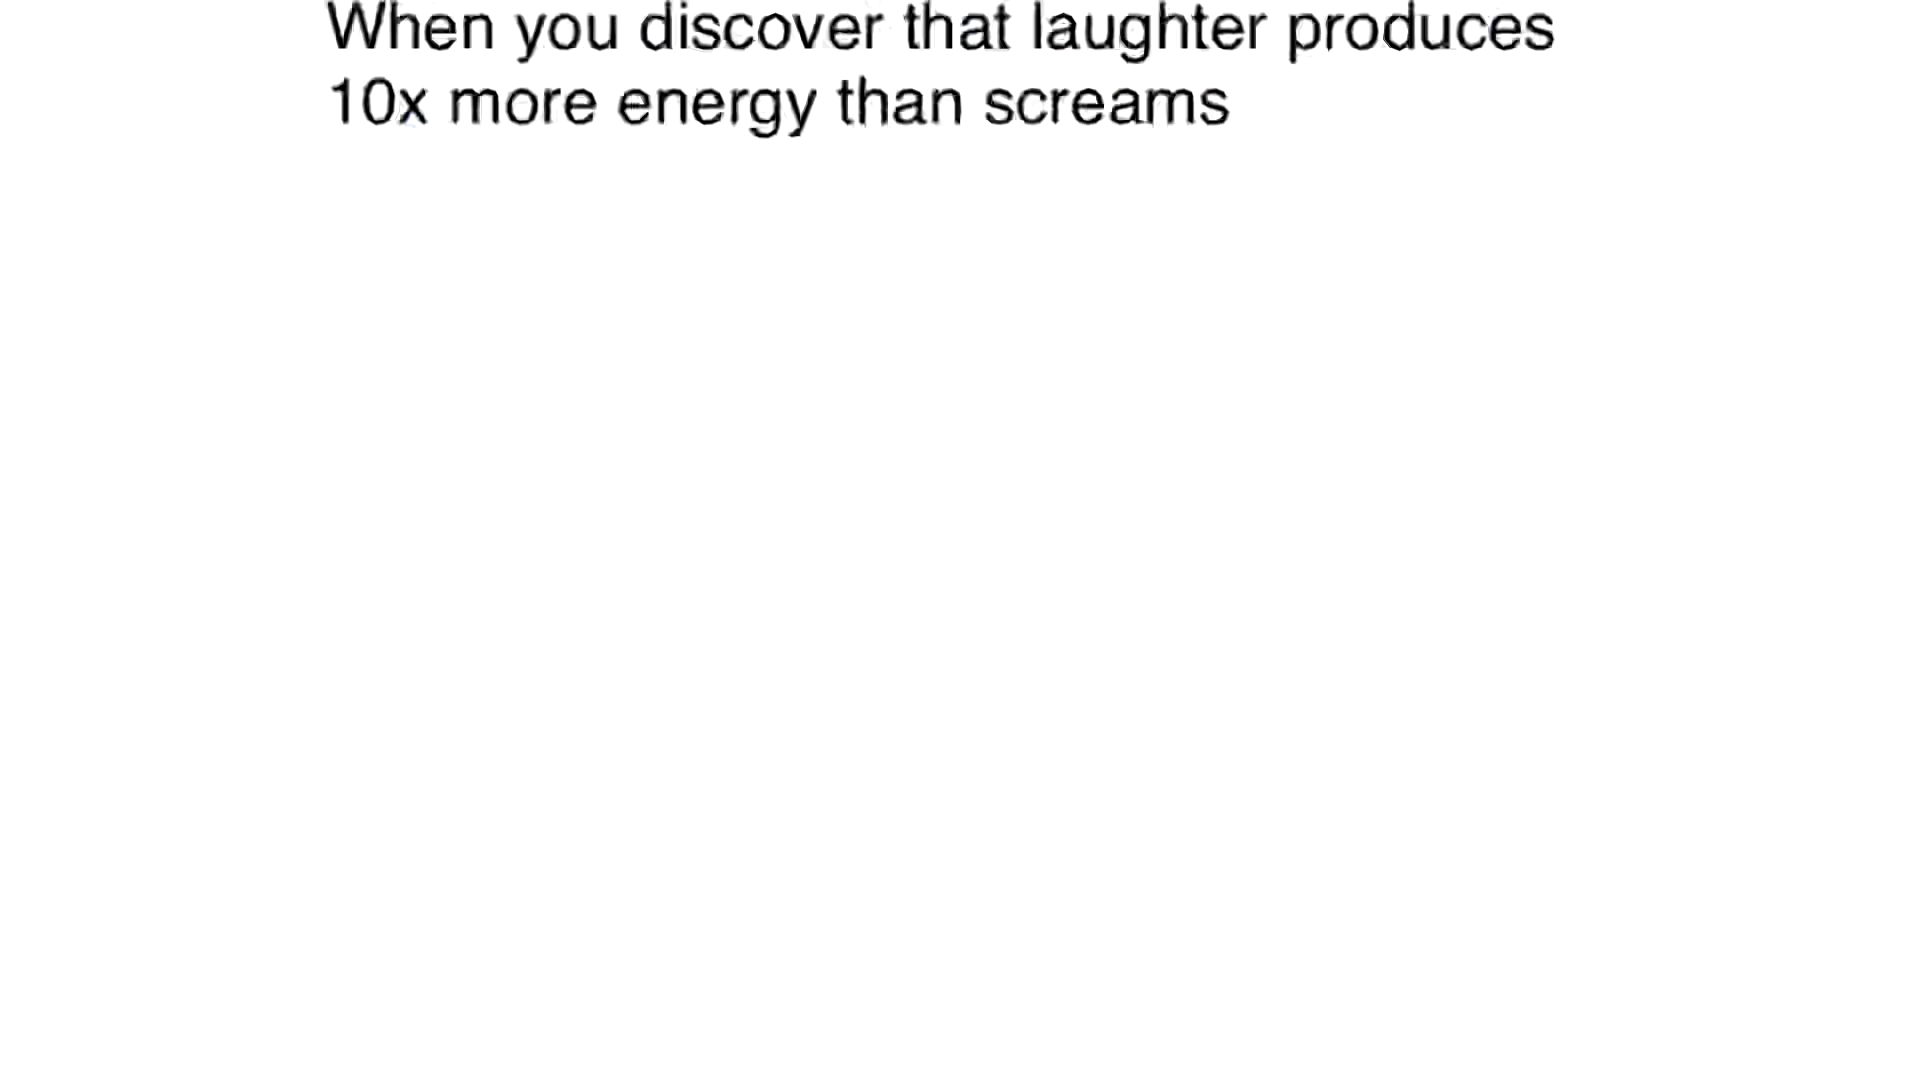 When you discover that laughter produces
10x more energy than screams